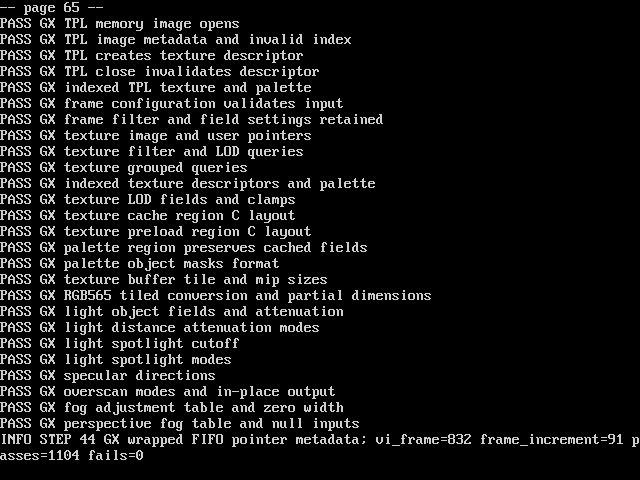 -- page 65 --
PASS GX TPL memory image opens
PASS GX TPL image metadata and invalid index
PASS GX TPL creates texture descriptor
PASS GX TPL close invalidates descriptor
PASS GX indexed TPL texture and palette
PASS GX frame configuration validates input
PASS GX frame filter and field settings retained
PASS GX texture image and user pointers
PASS GX texture filter and LOD queries
PASS GX texture grouped queries
PASS GX indexed texture descriptors and palette
PASS GX texture LOD fields and clamps
PASS GX texture cache region C layout
PASS GX texture preload region C layout
PASS GX palette region preserves cached fields
PASS GX palette object masks format
PASS GX texture buffer tile and mip sizes
PASS GX RGB565 tiled conversion and partial dimensions
PASS GX light object fields and attenuation
PASS GX light distance attenuation modes
PASS GX light spotlight cutoff
PASS GX light spotlight modes
PASS GX specular directions
PASS GX overscan modes and in-place output
PASS GX fog adjustment table and zero width
PASS GX perspective fog table and null inputs
INFO STEP 44 GX wrapped FIFO pointer metadata; vi_frame=832 frame_increment=91 p
asses=1104 fails=0